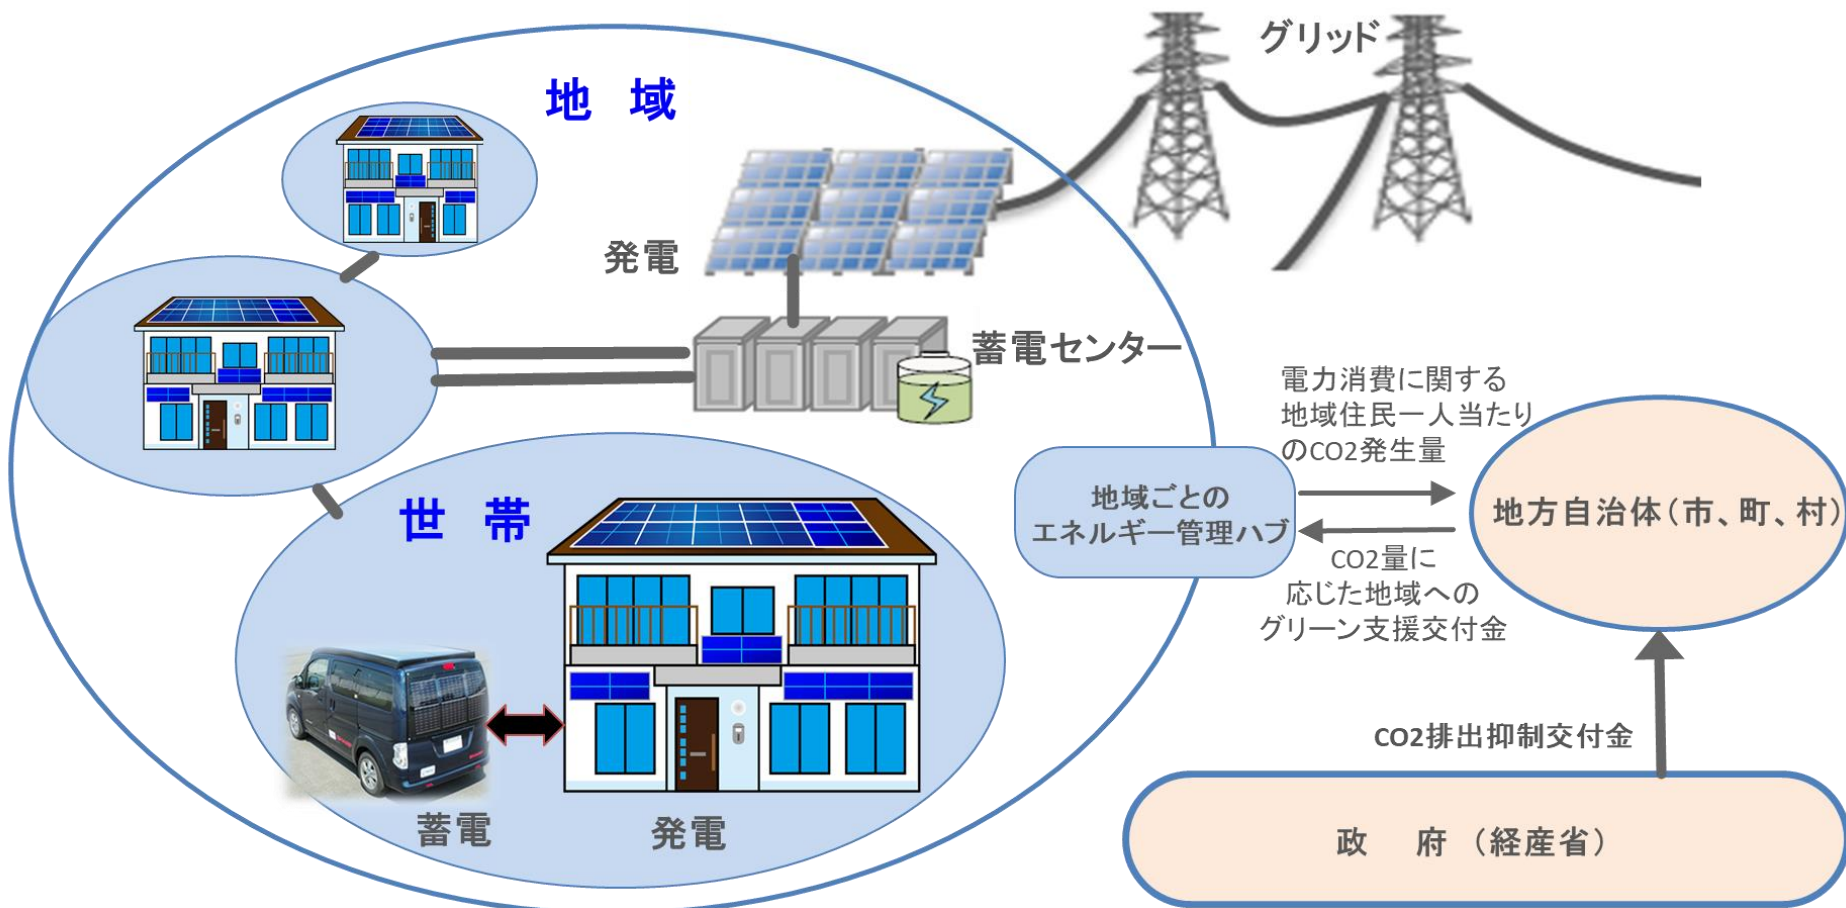 グリッド
地 域
発電
蓄電センター
電力消費に関する
地域住民一人当たり
のCO2発生量
地域ごとの
エネルギー管理ハブ
地方自治体(市、町、村)
CO2量に
応じた地域への
グリーン支援交付金
世 帯
蓄電
発電
CO2排出抑制交付金
政 府 (経産省)